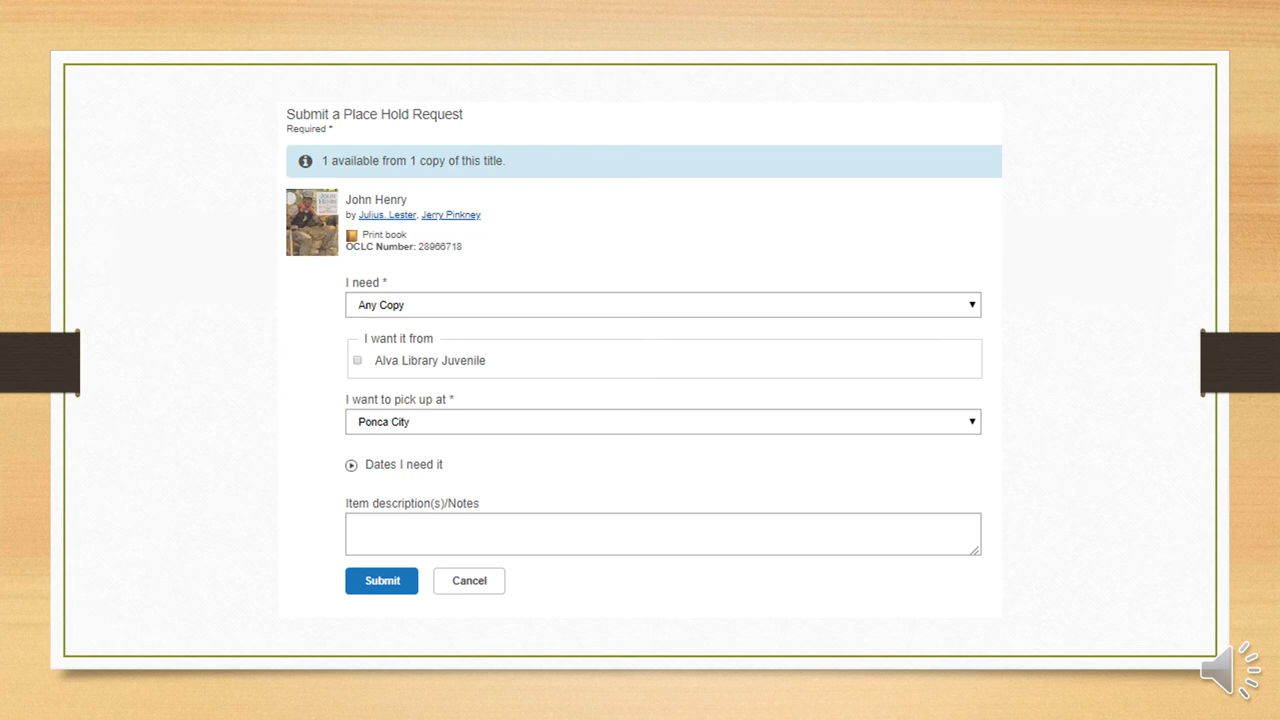 Submit a Place Hold Request
Required *
1 available from 1 copy of this title.
John Henry
by Julius. Lester, Jerry Pinkney
Print book
OCLC Number: 28966718
I need *
Any Copy
I want it from
Alva Library Juvenile
I want to pick up at *
Ponca City
Dates I need it
Item description(s)/Notes
Submit Cancel